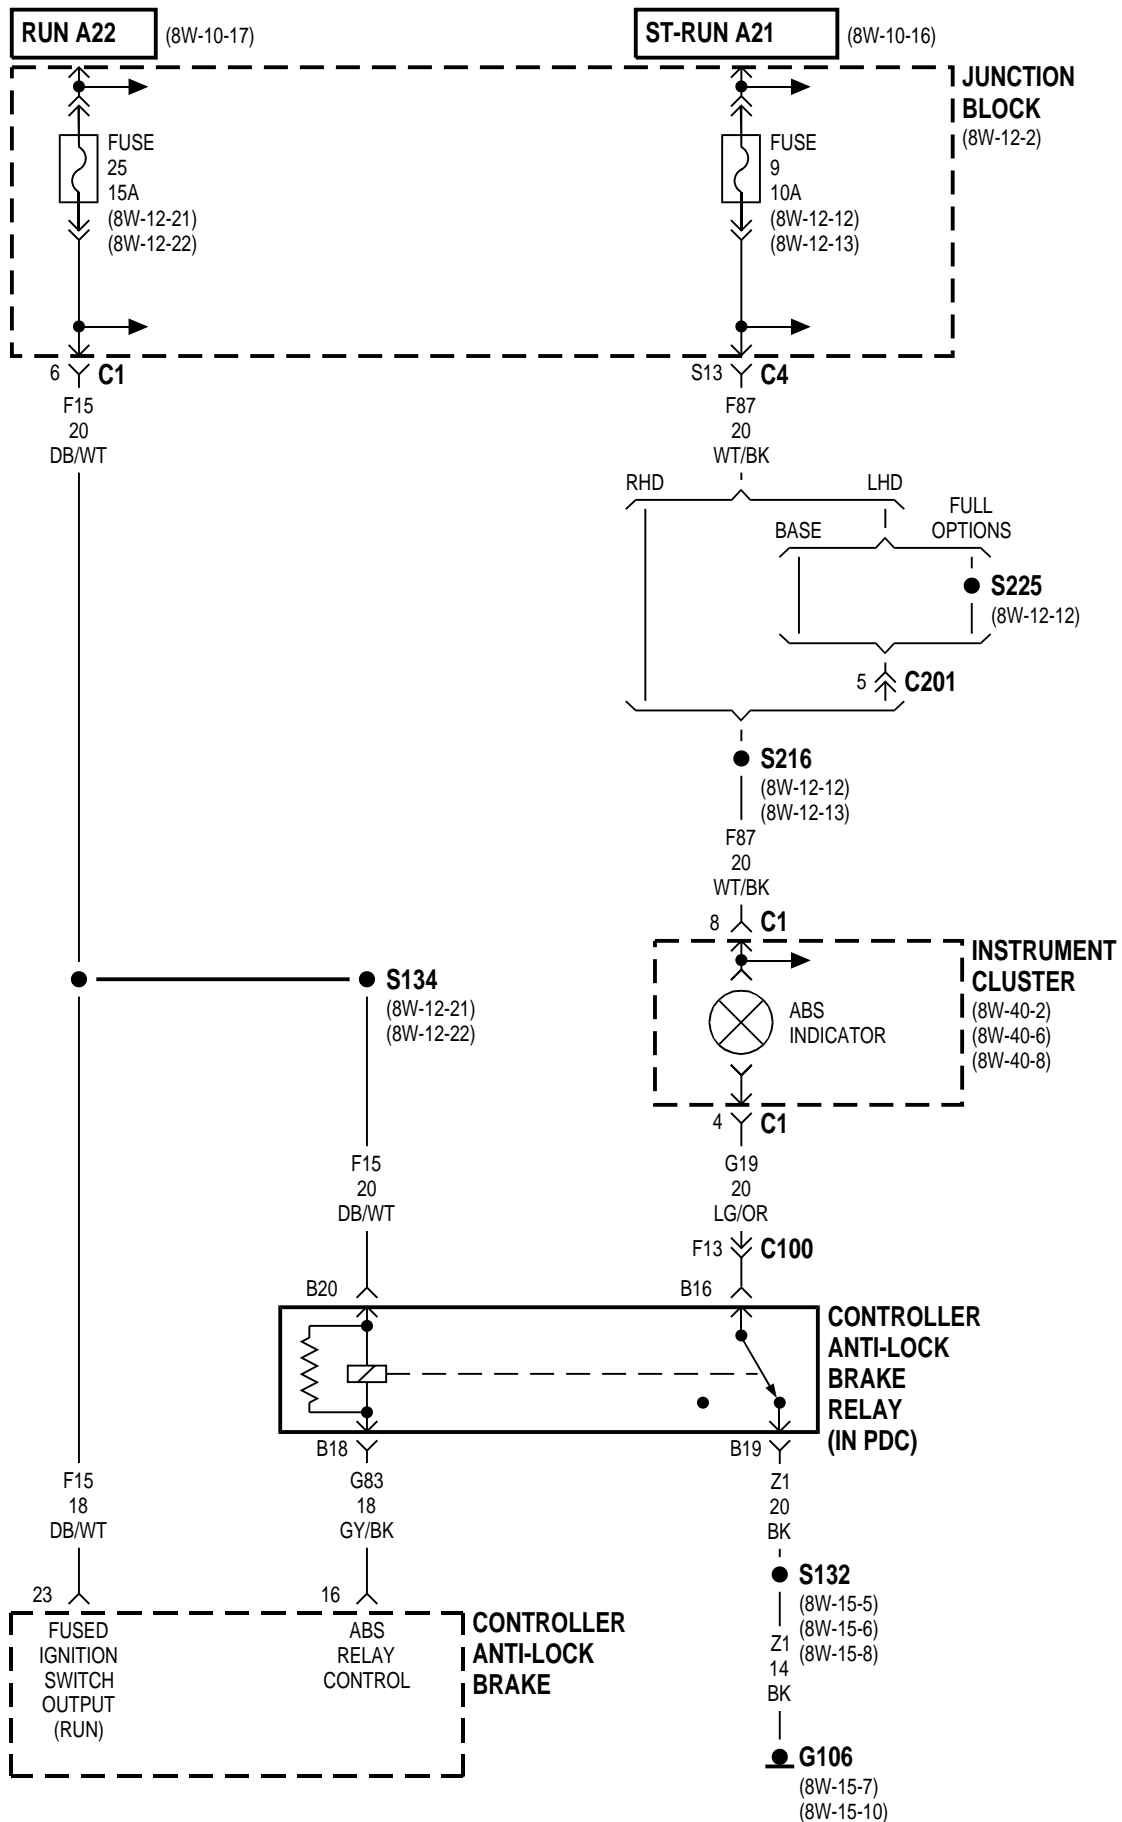 RUN A22
(8W-10-17)
ST-RUN A21
(8W-10-16)
JUNCTION
BLOCK
(8W-12-2)
FUSE
25
15A
(8W-12-21)
(8W-12-22)
FUSE
9
10A
(8W-12-12)
(8W-12-13)
6
C1
S13
C4
F15
20
DB/WT
F87
20
WT/BK
RHD
LHD
BASE
FULL
OPTIONS
S225
(8W-12-12)
5
C201
S216
(8W-12-12)
(8W-12-13)
F87
20
WT/BK
8
C1
INSTRUMENT
CLUSTER
(8W-40-2)
(8W-40-6)
(8W-40-8)
ABS
INDICATOR
S134
(8W-12-21)
(8W-12-22)
4
C1
F15
20
DB/WT
G19
20
LG/OR
F13
C100
B20
B16
CONTROLLER
ANTI-LOCK
BRAKE
RELAY
(IN PDC)
B18
B19
F15
18
DB/WT
G83
18
GY/BK
Z1
20
BK
23
16
S132
(8W-15-5)
(8W-15-6)
(8W-15-8)
Z1
14
BK
FUSED
IGNITION
SWITCH
OUTPUT
(RUN)
ABS
RELAY
CONTROL
CONTROLLER
ANTI-LOCK
BRAKE
G106
(8W-15-7)
(8W-15-10)